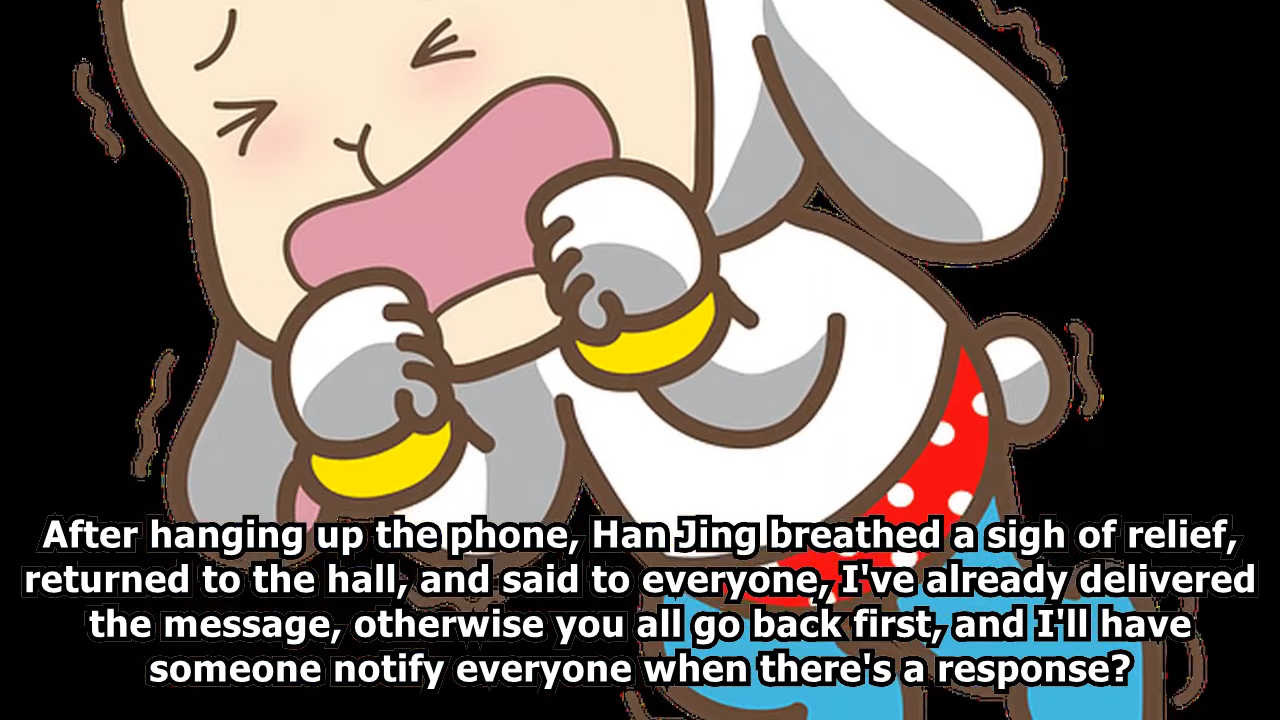 After hanging up the phone, Han Jing breathed a sigh of relief,
returned to the hall, and said to everyone, I've already delivered
the message, otherwise you all go back first, and I'll have
someone notify everyone when there's a response?